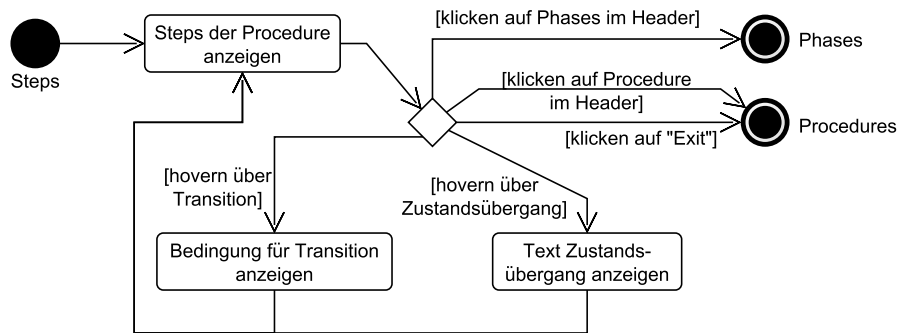 Steps
Steps der Procedure
anzeigen
[klicken auf Phases im Header]
Phases
[klicken auf Procedure
im Header]
[klicken auf "Exit"]
Procedures
[hovern über
Transition]
[hovern über
Zustandsübergang]
Bedingung für Transition
anzeigen
Text Zustands-
übergang anzeigen